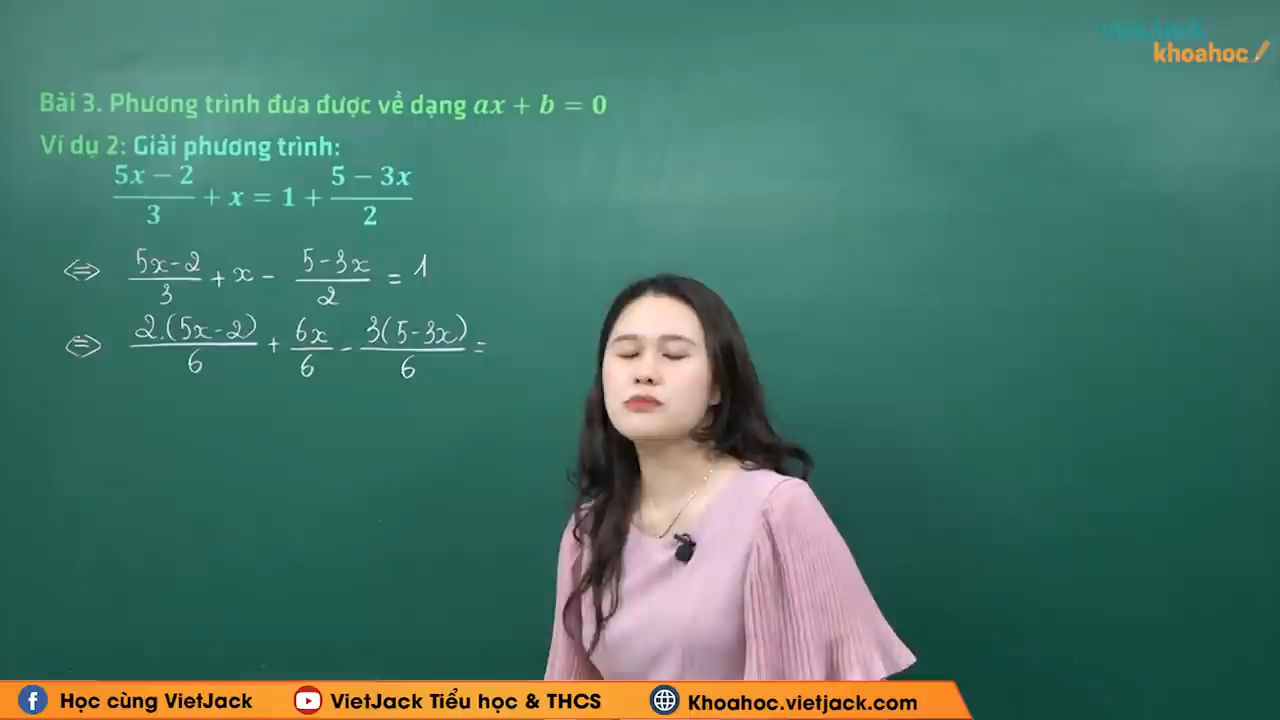 vietJack
khoahoc
Bài 3. Phương trình đưa được về dạng ax + b = 0
Ví dụ 2: Giải phương trình:
(5x − 2)/3 + x = 1 + (5 − 3x)/2
⇔ (5x-2)/3 + x - (5-3x)/2 = 1
⇔ 2.(5x-2)/6 + 6x/6 - 3(5-3x)/6 =
Học cùng VietJack VietJack Tiểu học & THCS Khoahoc.vietjack.com